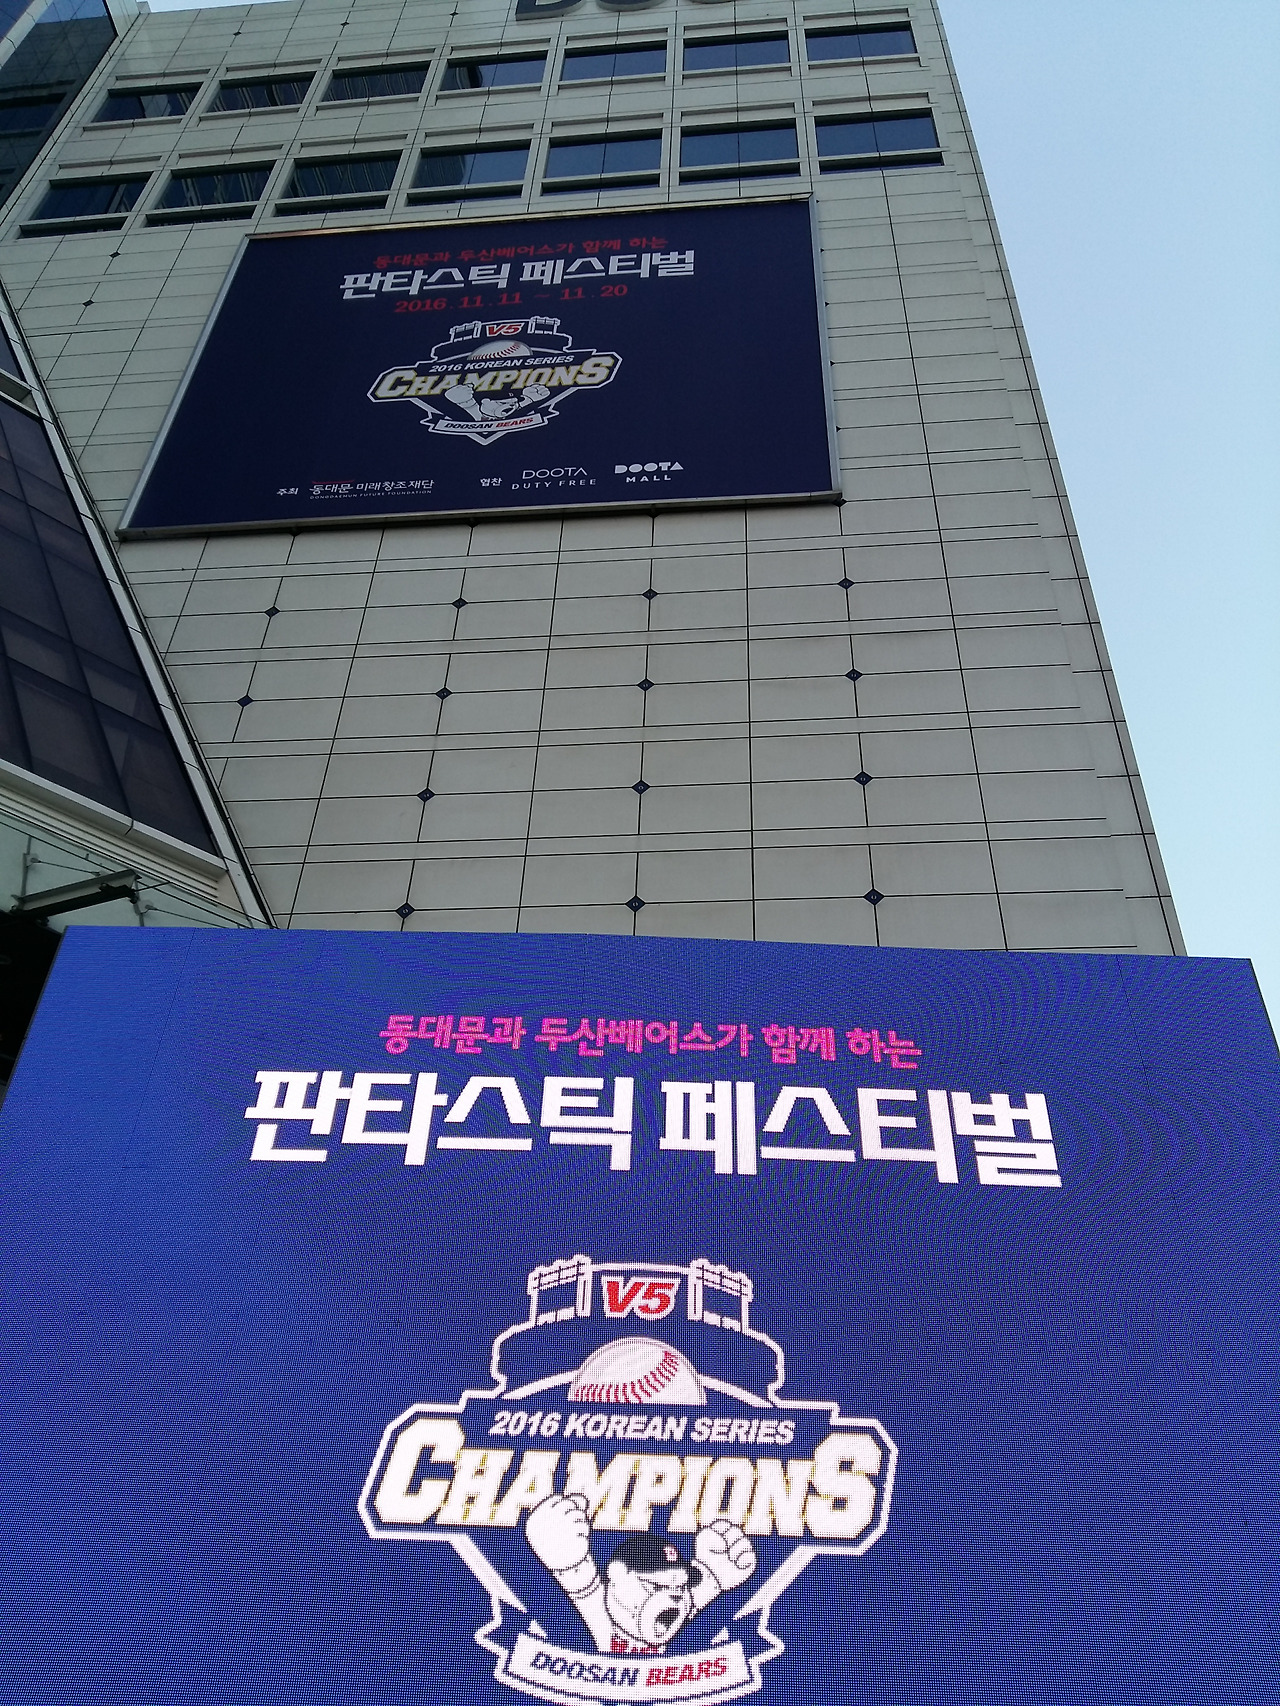 동대문과 두산베어스가 함께 하는
판타스틱 페스티벌
2016.11.11 ~ 11.20
V5
2016 KOREAN SERIES
CHAMPIONS
DOOSAN BEARS
주최 동대문 미래창조재단
DONGDAEMUN FUTURE FOUNDATION
협찬 DOOTA
DUTY FREE
DOOTA
MALL
동대문과 두산베어스가 함께 하는
판타스틱 페스티벌
V5
2016 KOREAN SERIES
CHAMPIONS
DOOSAN BEARS